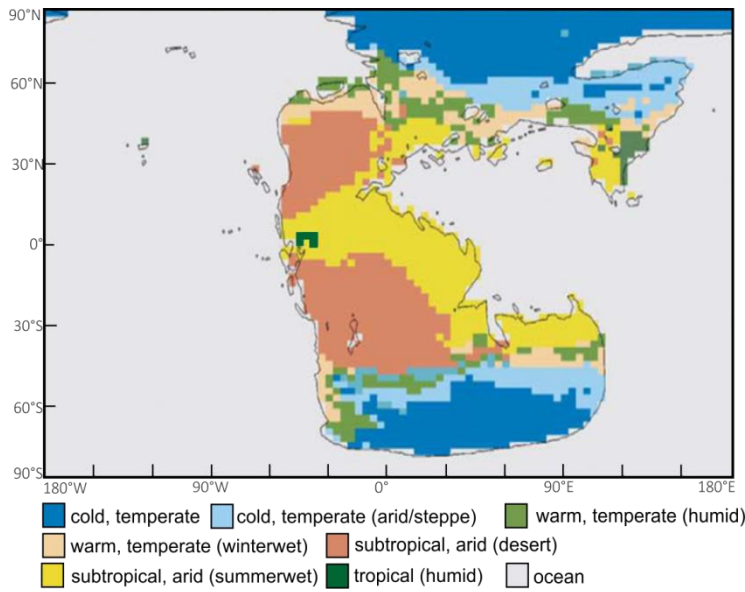 90°N
60°N
30°N
0°
30°S
60°S
90°S
180°W 90°W 0° 90°E 180°E
cold, temperate cold, temperate (arid/steppe) warm, temperate (humid)
warm, temperate (winterwet) subtropical, arid (desert)
subtropical, arid (summerwet) tropical (humid) ocean